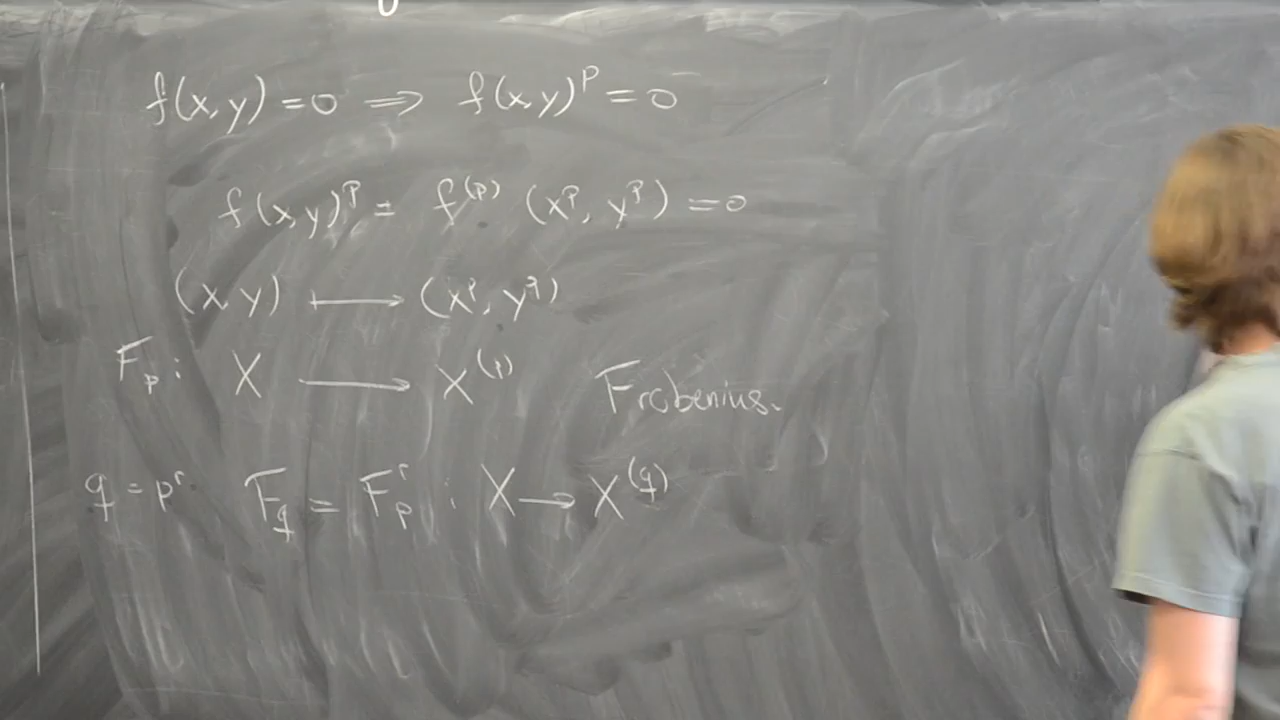 f(x,y) = 0 ⟹ f(x,y)^p = 0
f(x,y)^p = f^(p) (x^p, y^p) = 0
(x,y) ⟼ (x^p, y^p)
F_p : X ⟶ X^(p) Frobenius.
q = p^r F_q = F_p^r : X → X^(q)